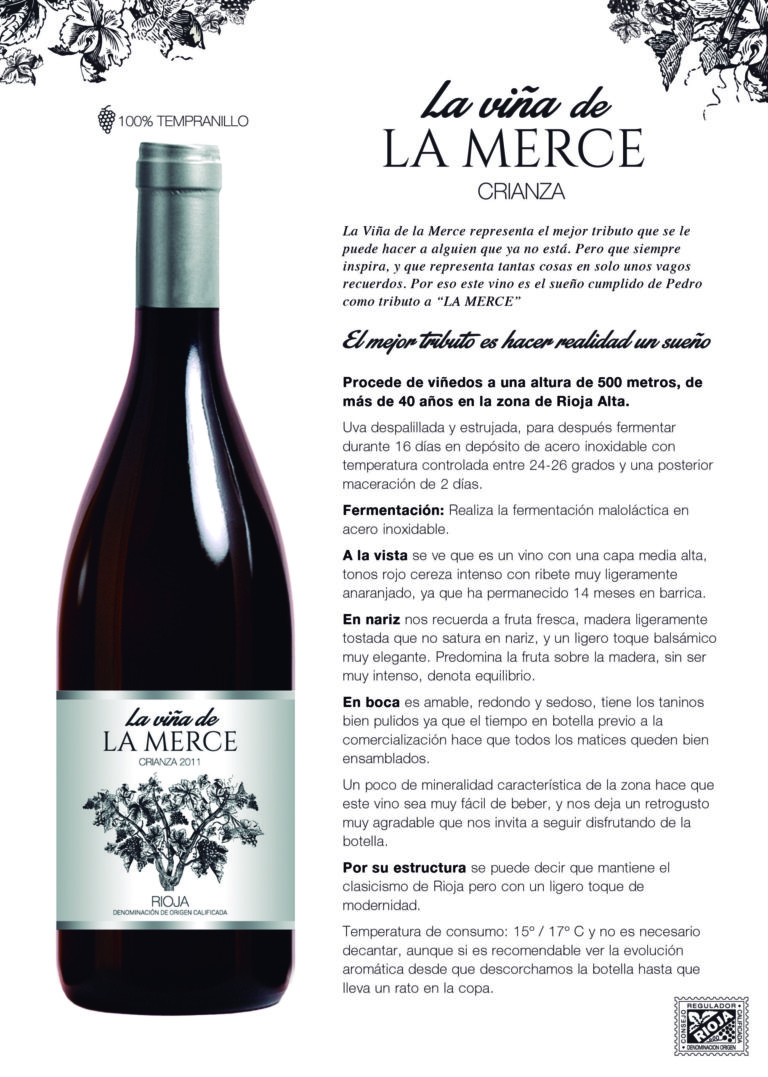 100% TEMPRANILLO
La viña de
LA MERCE
CRIANZA
La Viña de la Merce representa el mejor tributo que se le
puede hacer a alguien que ya no está. Pero que siempre
inspira, y que representa tantas cosas en solo unos vagos
recuerdos. Por eso este vino es el sueño cumplido de Pedro
como tributo a “LA MERCE”
El mejor tributo es hacer realidad un sueño
Procede de viñedos a una altura de 500 metros, de
más de 40 años en la zona de Rioja Alta.
Uva despalillada y estrujada, para después fermentar
durante 16 días en depósito de acero inoxidable con
temperatura controlada entre 24-26 grados y una posterior
maceración de 2 días.
Fermentación: Realiza la fermentación maloláctica en
acero inoxidable.
A la vista se ve que es un vino con una capa media alta,
tonos rojo cereza intenso con ribete muy ligeramente
anaranjado, ya que ha permanecido 14 meses en barrica.
En nariz nos recuerda a fruta fresca, madera ligeramente
tostada que no satura en nariz, y un ligero toque balsámico
muy elegante. Predomina la fruta sobre la madera, sin ser
muy intenso, denota equilibrio.
En boca es amable, redondo y sedoso, tiene los taninos
bien pulidos ya que el tiempo en botella previo a la
comercialización hace que todos los matices queden bien
ensamblados.
Un poco de mineralidad característica de la zona hace que
este vino sea muy fácil de beber, y nos deja un retrogusto
muy agradable que nos invita a seguir disfrutando de la
botella.
Por su estructura se puede decir que mantiene el
clasicismo de Rioja pero con un ligero toque de
modernidad.
Temperatura de consumo: 15º / 17º C y no es necesario
decantar, aunque si es recomendable ver la evolución
aromática desde que descorchamos la botella hasta que
lleva un rato en la copa.
La viña de
LA MERCE
CRIANZA 2011
RIOJA
DENOMINACIÓN DE ORIGEN CALIFICADA
CONSEJO
REGULADOR
CALIFICADA
RIOJA
DENOMINACION ORIGEN